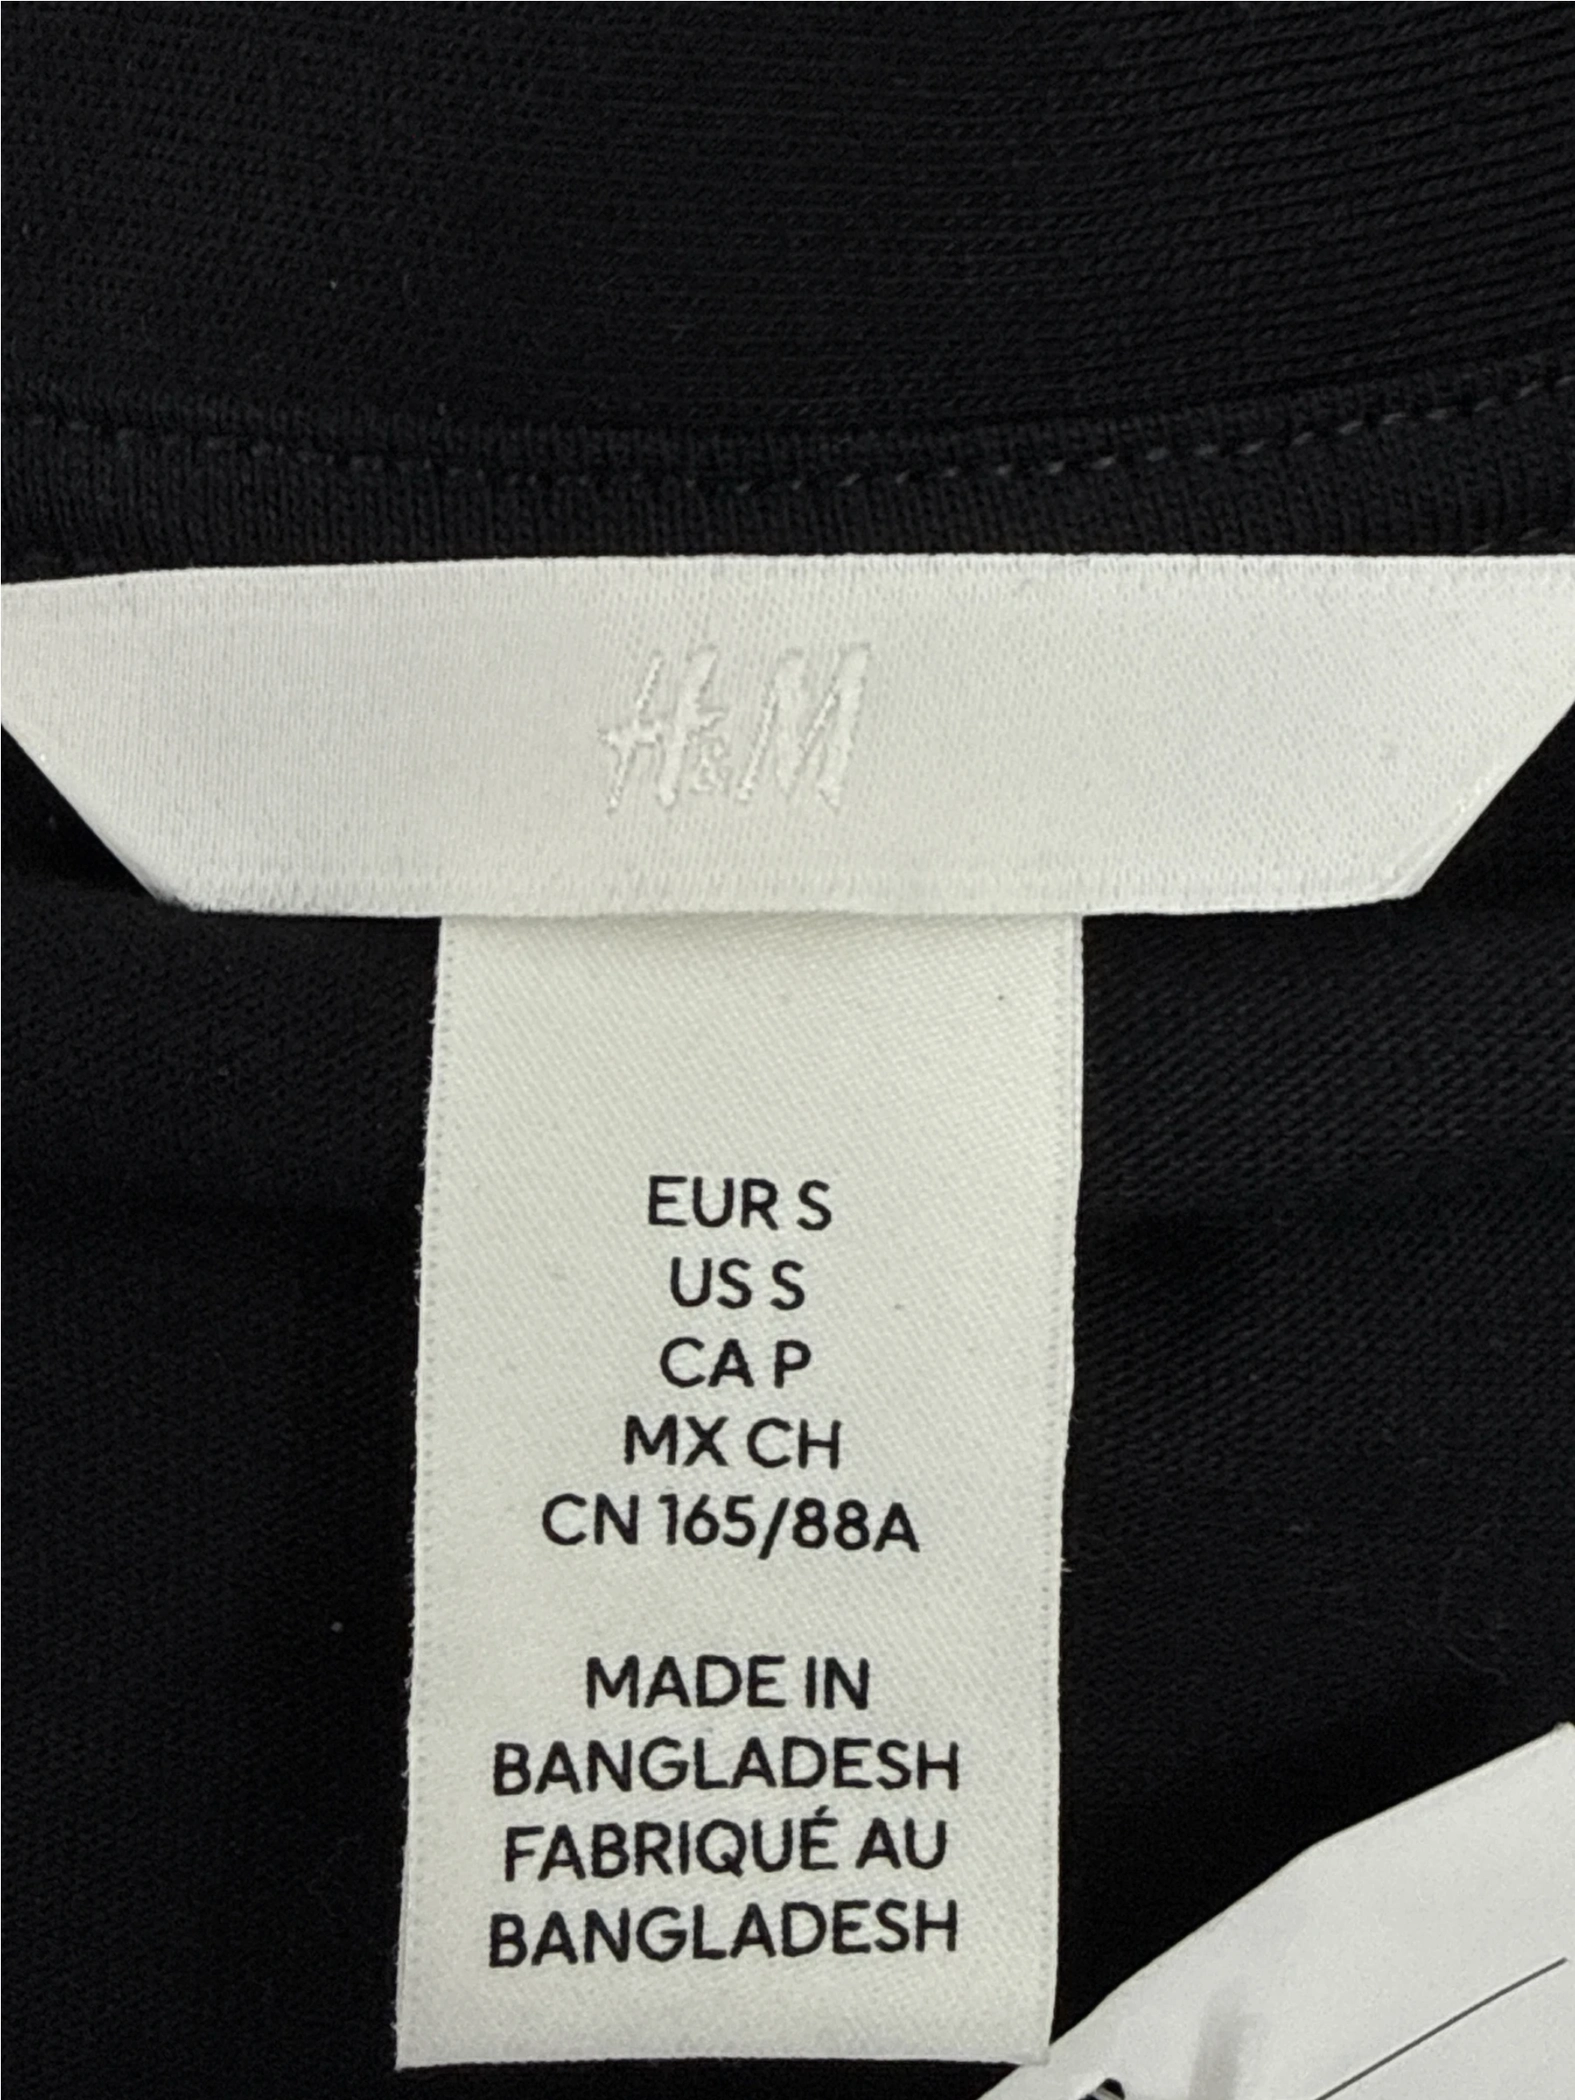 H&M
EUR S
US S
CA P
MX CH
CN 165/88A
MADE IN
BANGLADESH
FABRIQUÉ AU
BANGLADESH